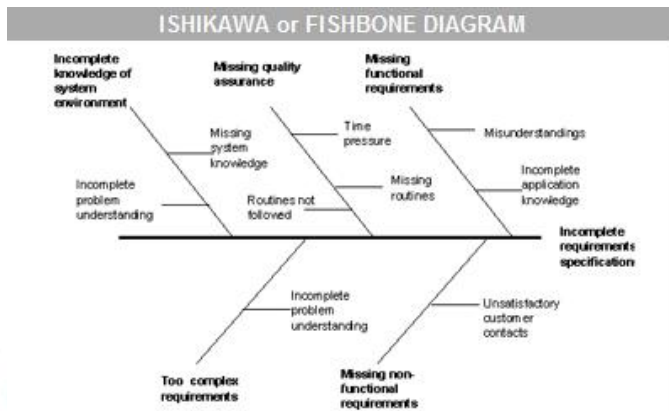 ISHIKAWA or FISHBONE DIAGRAM
Incomplete
knowledge of
system
environment
Missing quality
assurance
Missing
functional
requirements
Missing
system
knowledge
Time
pressure
Misunderstandings
Incomplete
problem
understanding
Routines not
followed
Missing
routines
Incomplete
application
knowledge
Incomplete
requirements
specification
Incomplete
problem
understanding
Unsatisfactory
customer
contacts
Too complex
requirements
Missing non-
functional
requirements